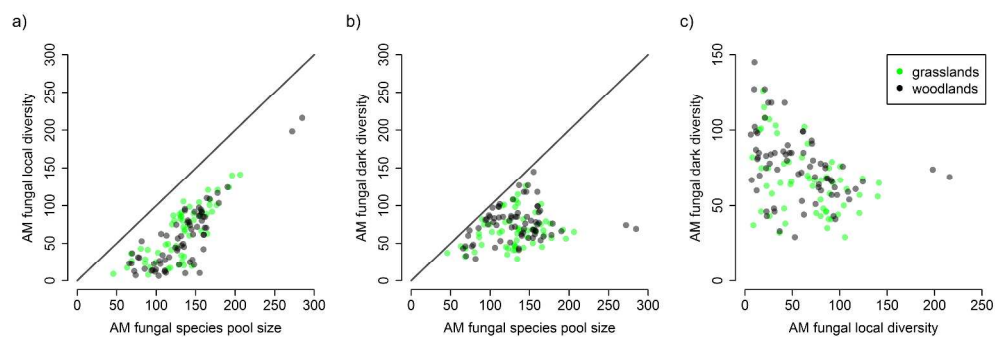 a)
AM fungal local diversity
300
250
200
150
100
50
0
0 50 100 150 200 250 300
AM fungal species pool size
b)
AM fungal dark diversity
300
250
200
150
100
50
0
0 50 100 150 200 250 300
AM fungal species pool size
c)
AM fungal dark diversity
150
100
50
0
0 50 100 150 200 250
AM fungal local diversity
grasslands
woodlands